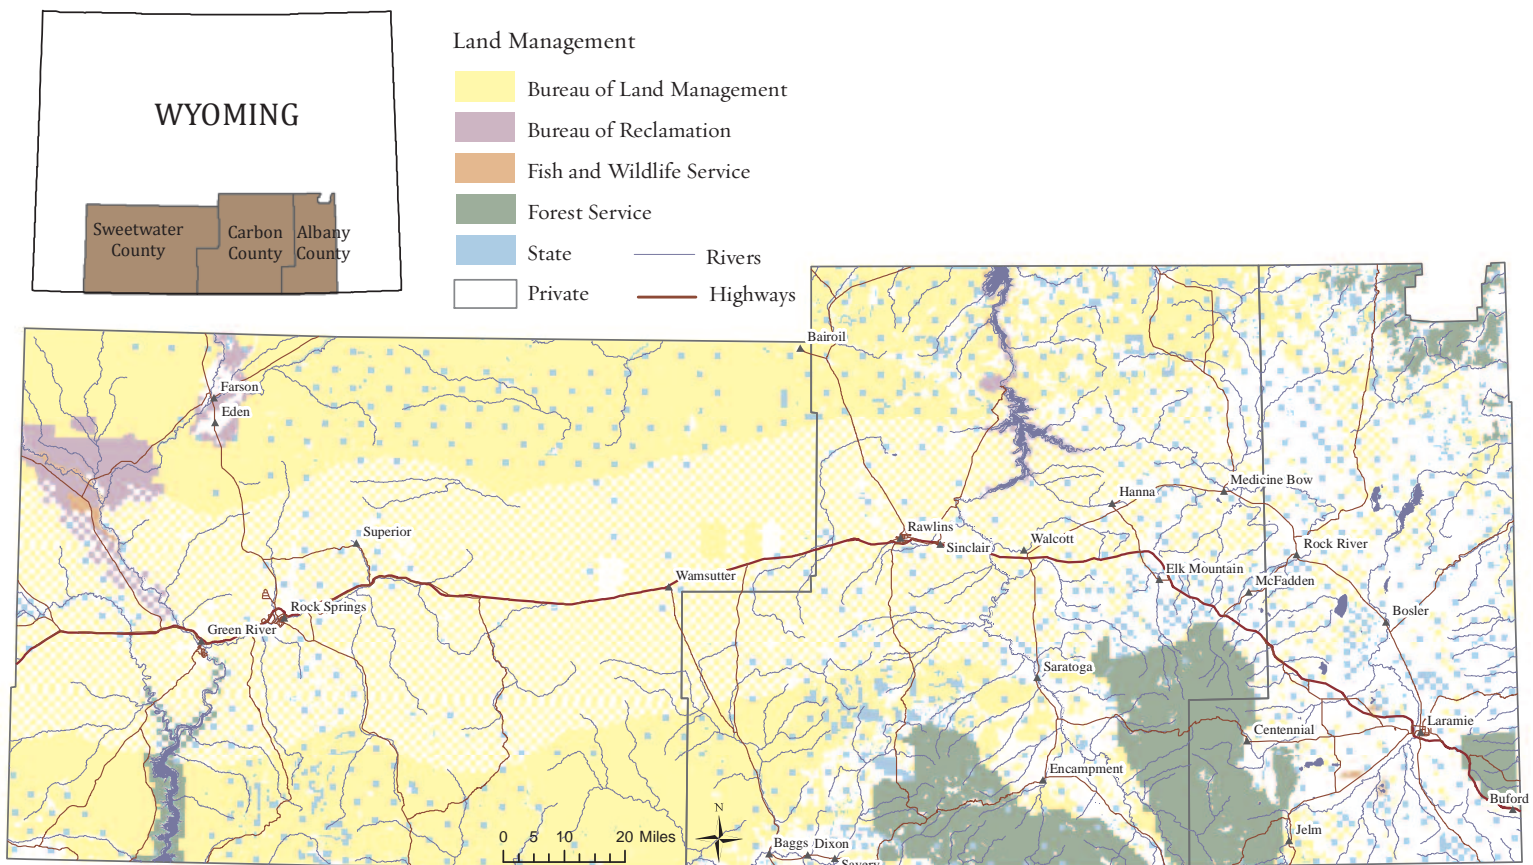 WYOMING
Sweetwater
County
Carbon
County
Albany
County
Land Management
Bureau of Land Management
Bureau of Reclamation
Fish and Wildlife Service
Forest Service
State
Rivers
Private
Highways
Bairoil
Farson
Eden
Superior
Rock Springs
Green River
Wamsutter
Rawlins
Sinclair
Walcott
Hanna
Medicine Bow
Rock River
Elk Mountain
McFadden
Bosler
Saratoga
Centennial
Laramie
Encampment
Buford
Jelm
Baggs
Dixon
Savery
N
0 5 10 20 Miles